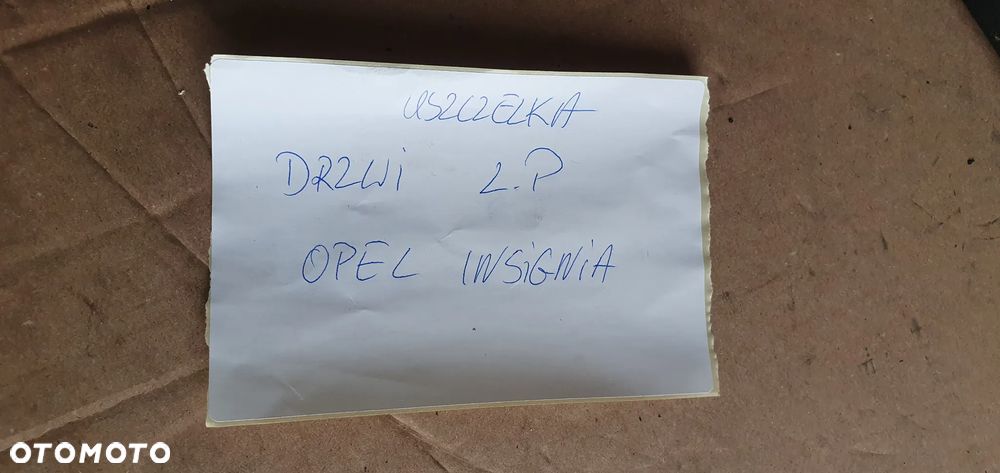 USZCZELKA
DRZWI L.P
OPEL INSiGNiA
OTOMOTO